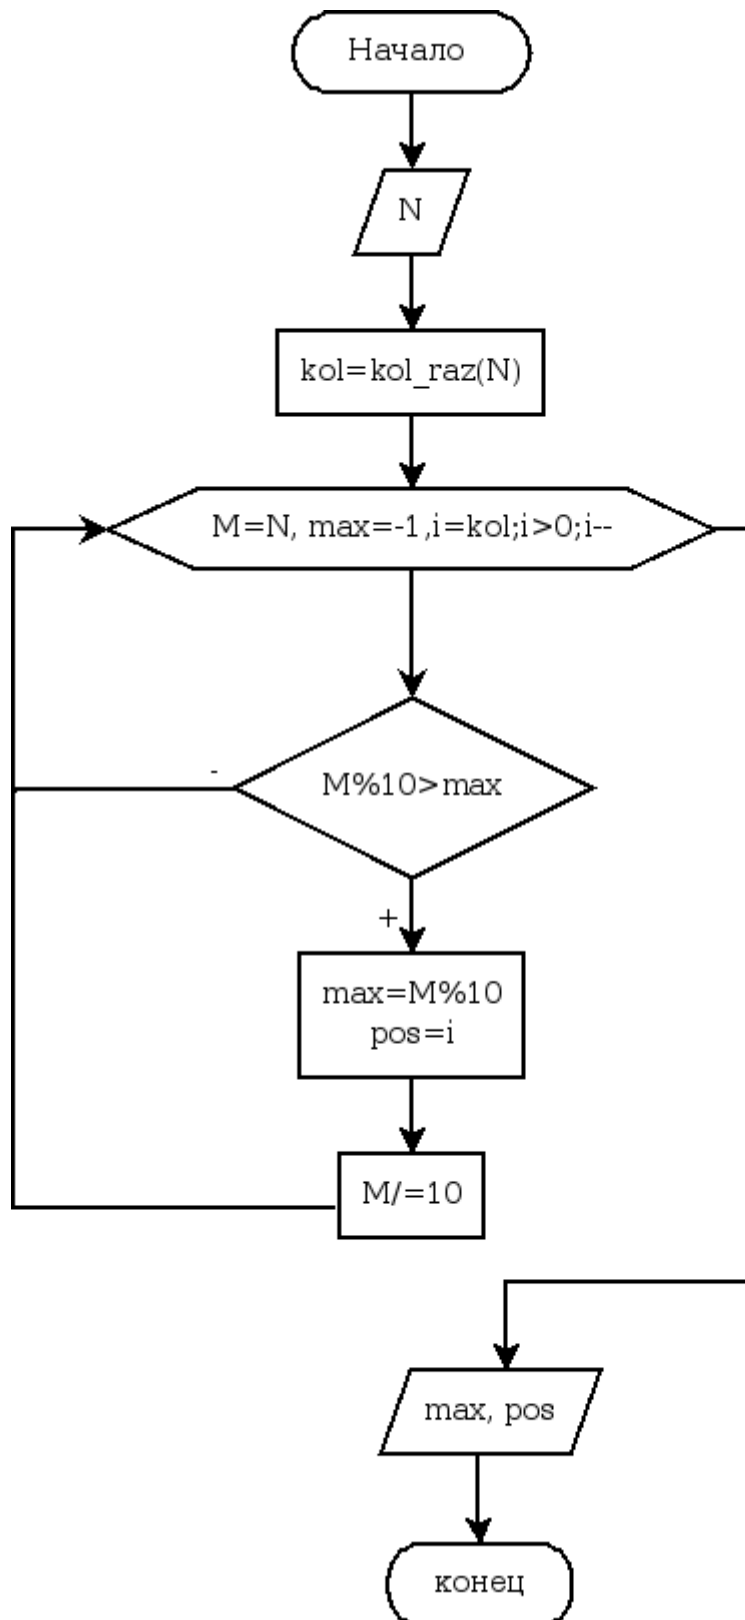 Начало
N
kol=kol_raz(N)
M=N, max=-1,i=kol;i>0;i--
M%10>max
-
+
max=M%10
pos=i
M/=10
max, pos
конец